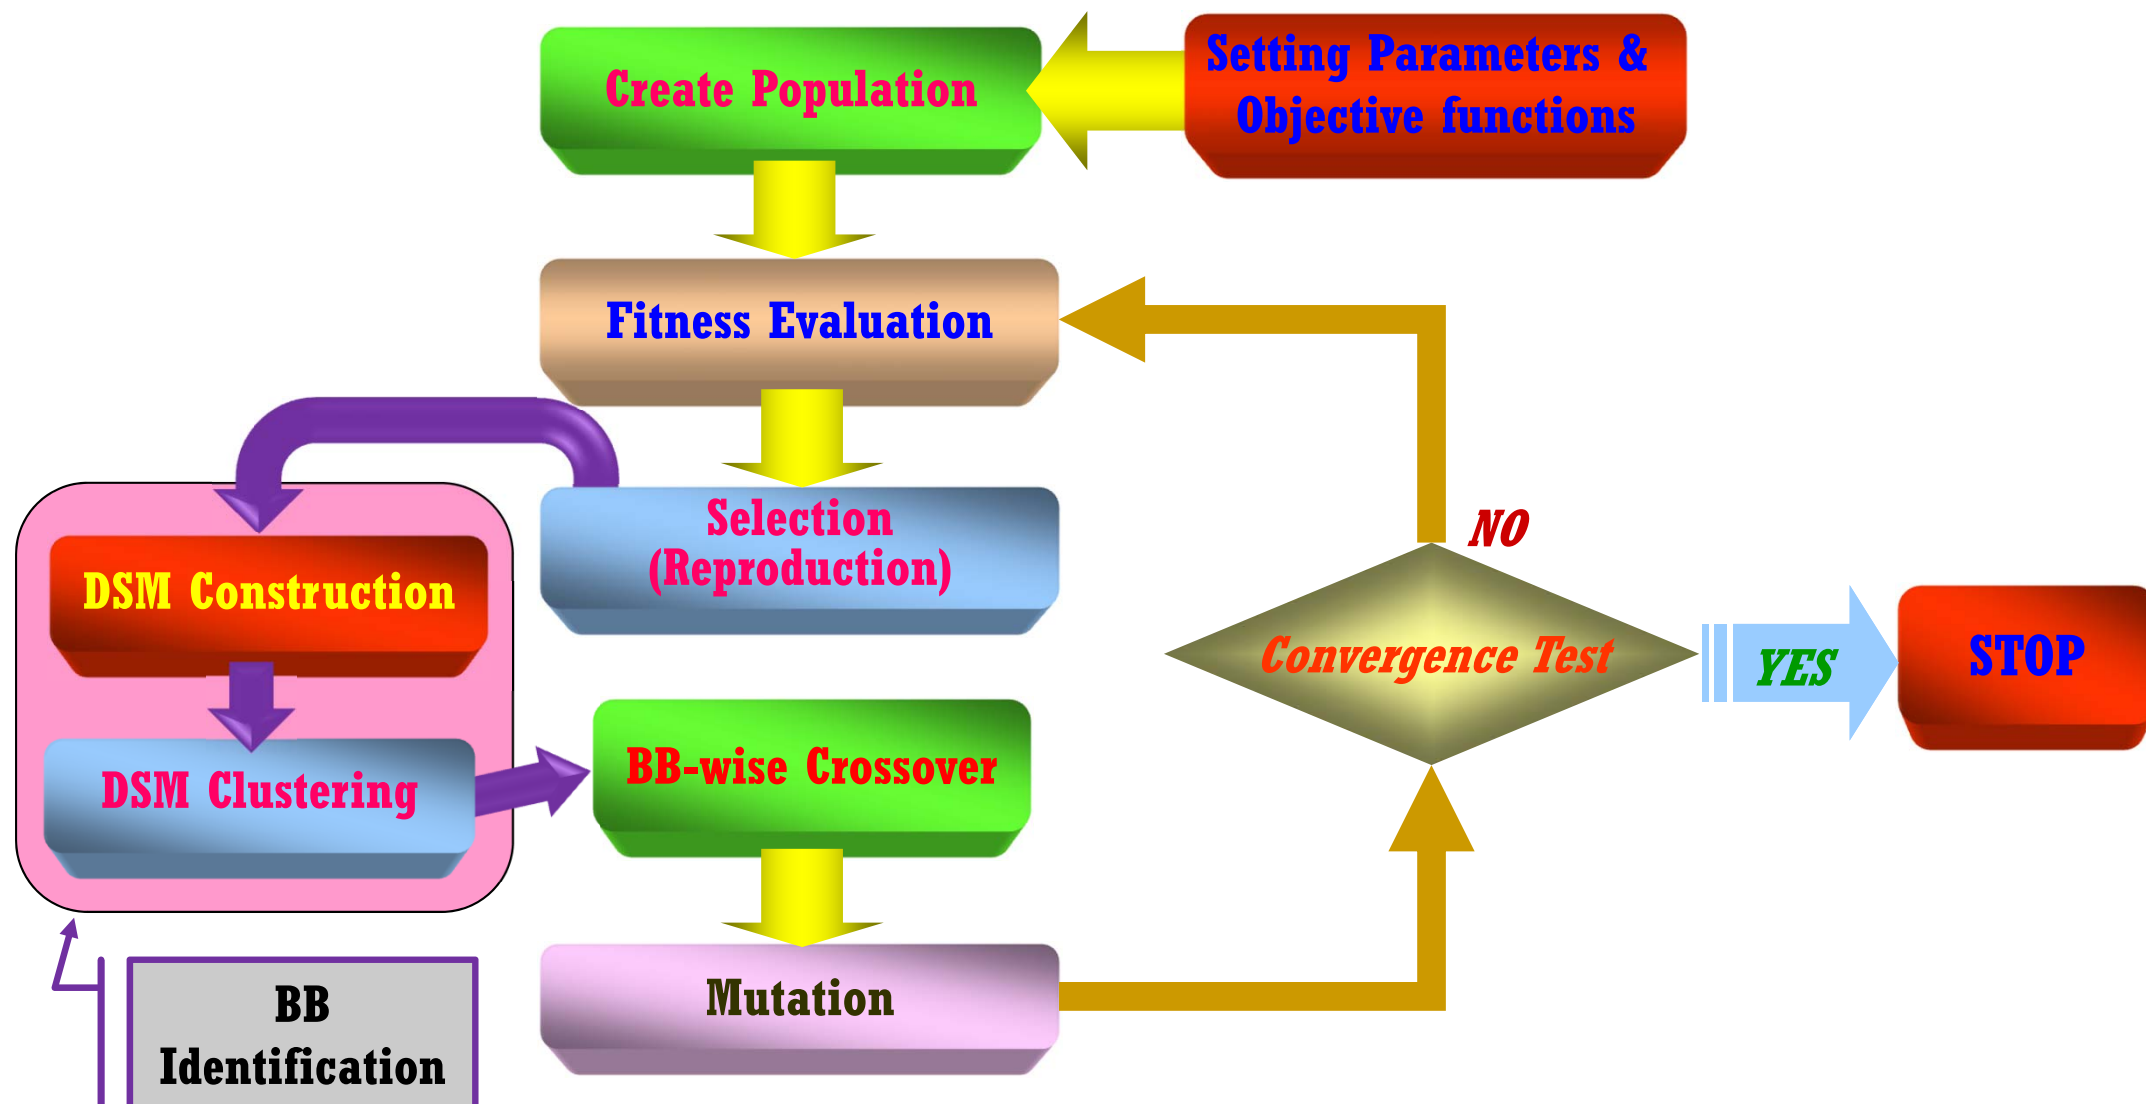 Create Population
Setting Parameters &
Objective functions
Fitness Evaluation
Selection
(Reproduction)
NO
DSM Construction
Convergence Test
YES
STOP
DSM Clustering
BB-wise Crossover
Mutation
BB
Identification